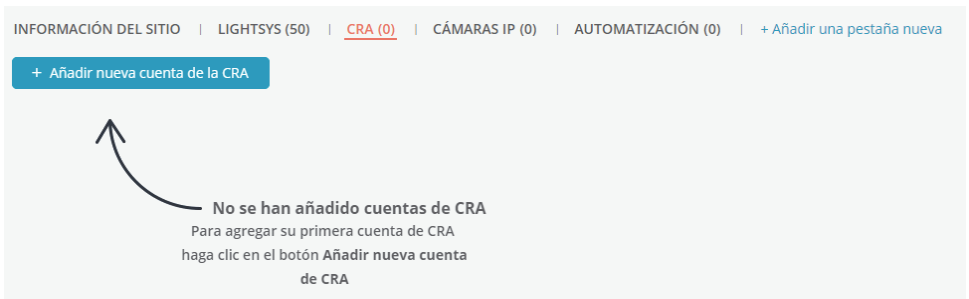 INFORMACIÓN DEL SITIO | LIGHTSYS (50) | CRA (0) | CÁMARAS IP (0) | AUTOMATIZACIÓN (0) | + Añadir una pestaña nueva
+ Añadir nueva cuenta de la CRA
No se han añadido cuentas de CRA
Para agregar su primera cuenta de CRA
haga clic en el botón Añadir nueva cuenta
de CRA